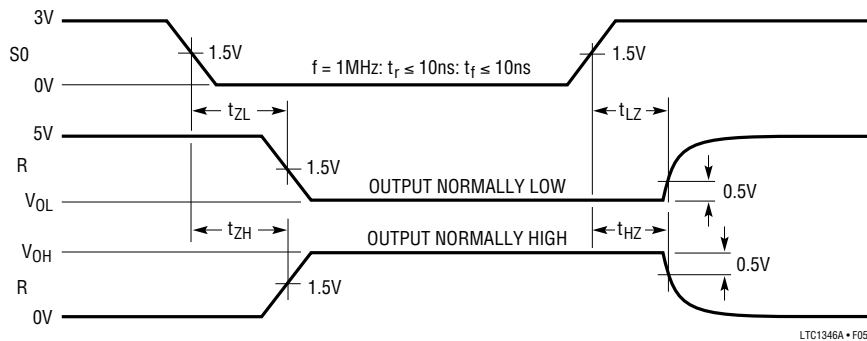 3V
S0
0V
1.5V
f = 1MHz: tr ≤ 10ns: tf ≤ 10ns
1.5V
tZL
tLZ
5V
R
VOL
1.5V
OUTPUT NORMALLY LOW
0.5V
tZH
tHZ
VOH
R
0V
OUTPUT NORMALLY HIGH
1.5V
0.5V
LTC1346A • F05